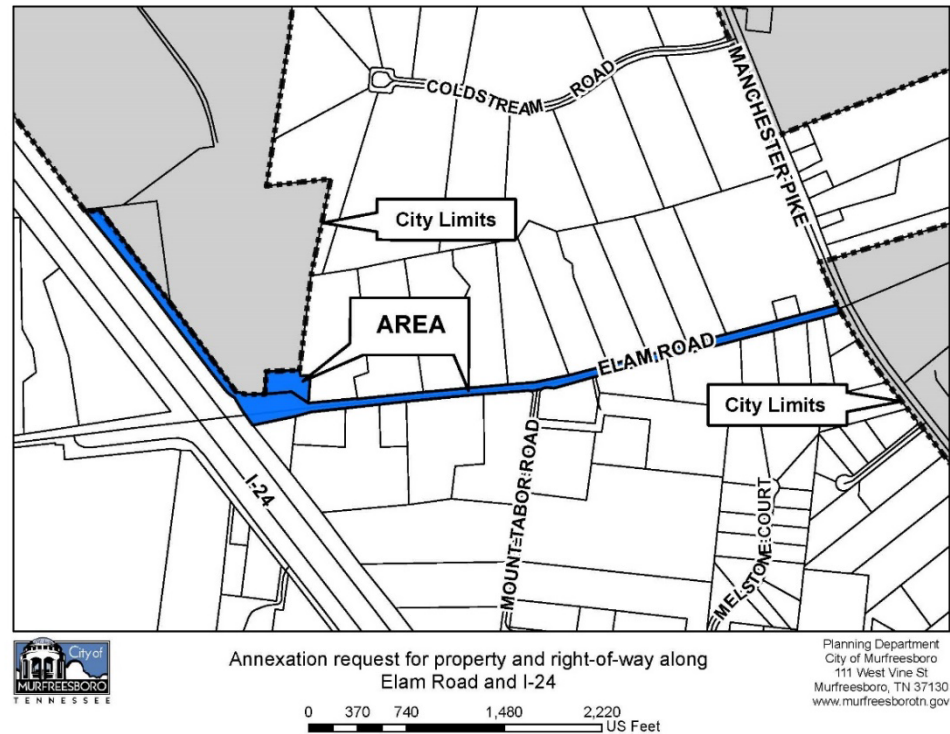 COLDSTREAM ROAD
MANCHESTER PIKE
City Limits
AREA
ELAM ROAD
City Limits
I-24
MOUNT TABOR ROAD
MELSTONE COURT
City of
MURFREESBORO
TENNESSEE
Annexation request for property and right-of-way along
Elam Road and I-24
0 370 740 1,480 2,220
US Feet
Planning Department
City of Murfreesboro
111 West Vine St
Murfreesboro, TN 37130
www.murfreesborotn.gov